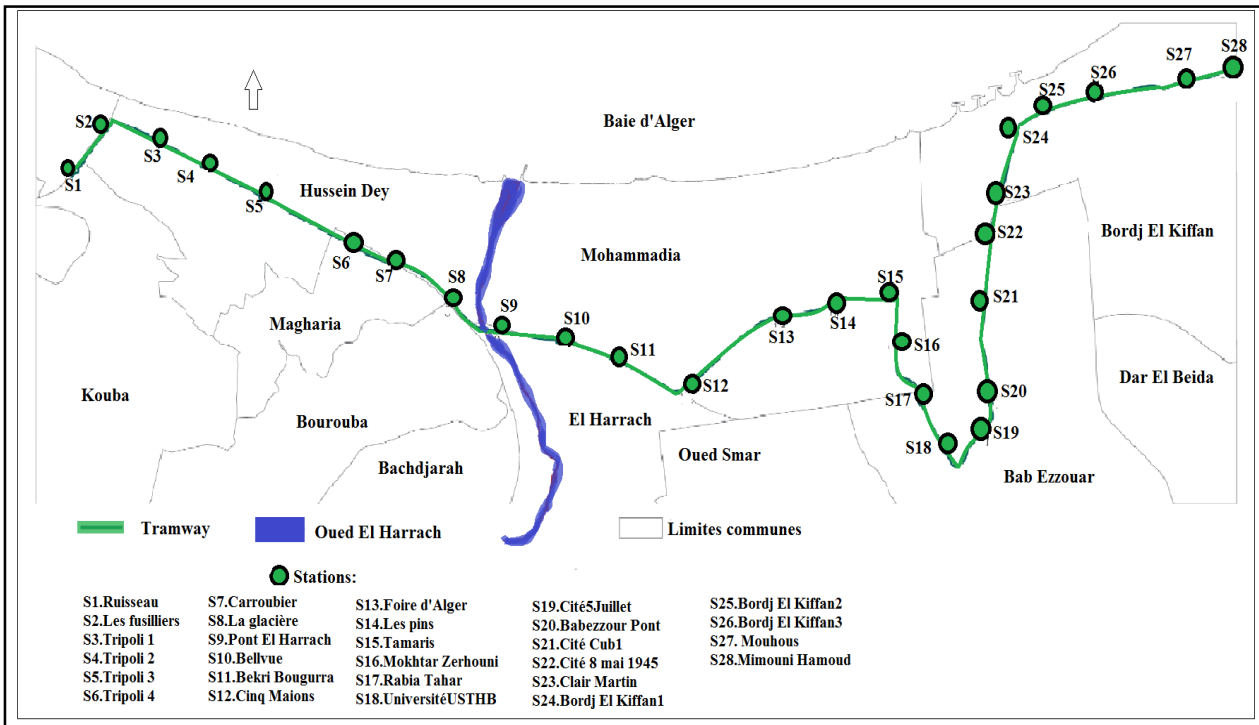 S28
S27
S26
S25
S24
Baie d'Alger
S2
S3
S1
S4
S5
Hussein Dey
S23
S22
Bordj El Kiffan
Mohammadia
S6
S7
S8
S15
S21
S14
S9
S13
Magharia
S10
S16
S11
Dar El Beida
S12
Kouba
S17
S20
Bourouba
El Harrach
S19
S18
Oued Smar
Bachdjarah
Bab Ezzouar
Tramway
Oued El Harrach
Limites communes
Stations:
S1.Ruisseau
S2.Les fusilliers
S3.Tripoli 1
S4.Tripoli 2
S5.Tripoli 3
S6.Tripoli 4
S7.Carroubier
S8.La glacière
S9.Pont El Harrach
S10.Bellvue
S11.Bekri Bougurra
S12.Cinq Maions
S13.Foire d'Alger
S14.Les pins
S15.Tamaris
S16.Mokhtar Zerhouni
S17.Rabia Tahar
S18.UniversitéUSTHB
S19.Cité5Juillet
S20.Babezzour Pont
S21.Cité Cub1
S22.Cité 8 mai 1945
S23.Clair Martin
S24.Bordj El Kiffan1
S25.Bordj El Kiffan2
S26.Bordj El Kiffan3
S27. Mouhous
S28.Mimouni Hamoud